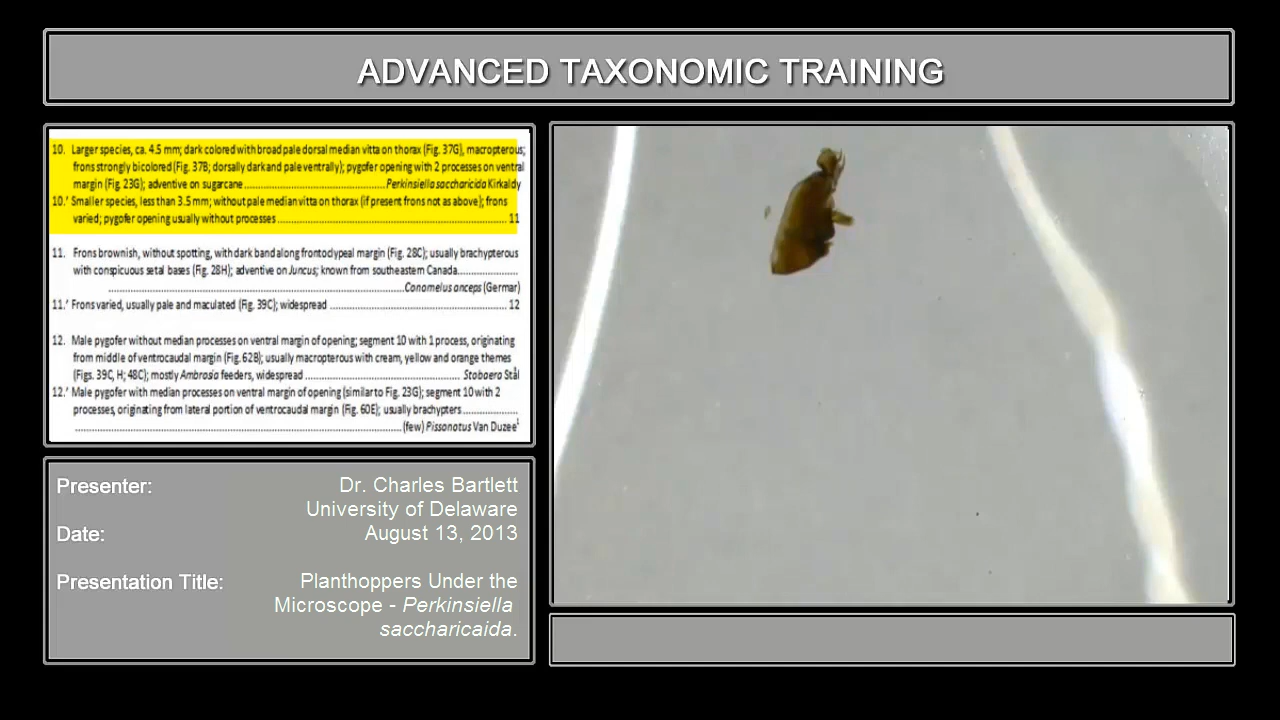 ADVANCED TAXONOMIC TRAINING
10. Larger species, ca. 4.5 mm; dark colored with broad pale dorsal median vitta on thorax (Fig. 37G), macropterous;
frons strongly bicolored (Fig. 37B; dorsally dark and pale ventrally); pygofer opening with 2 processes on ventral
margin (Fig. 23G); adventive on sugarcane ........................................ Perkinsiella saccharicida Kirkaldy
10.' Smaller species, less than 3.5 mm; without pale median vitta on thorax (if present frons not as above); frons
varied; pygofer opening usually without processes ................................................................ 11
11. Frons brownish, without spotting, with dark band along frontoclypeal margin (Fig. 28C); usually brachypterous
with conspicuous setal bases (Fig. 28H); adventive on Juncus; known from southeastern Canada..................
.................................................................................... Conomelus anceps (Germar)
11.' Frons varied, usually pale and maculated (Fig. 39C); widespread ..................................................... 12
12. Male pygofer without median processes on ventral margin of opening; segment 10 with 1 process, originating
from middle of ventrocaudal margin (Fig. 62B); usually macropterous with cream, yellow and orange themes
(Figs. 39C, H; 48C); mostly Ambrosia feeders, widespread ............................................ Stobaera Stål
12.' Male pygofer with median processes on ventral margin of opening (similar to Fig. 23G); segment 10 with 2
processes, originating from lateral portion of ventrocaudal margin (Fig. 60E); usually brachypters ...............
.................................................................................... (few) Pissonotus Van Duzee¹
Presenter: Dr. Charles Bartlett
University of Delaware
Date: August 13, 2013
Presentation Title: Planthoppers Under the
Microscope - Perkinsiella
saccharicaida.